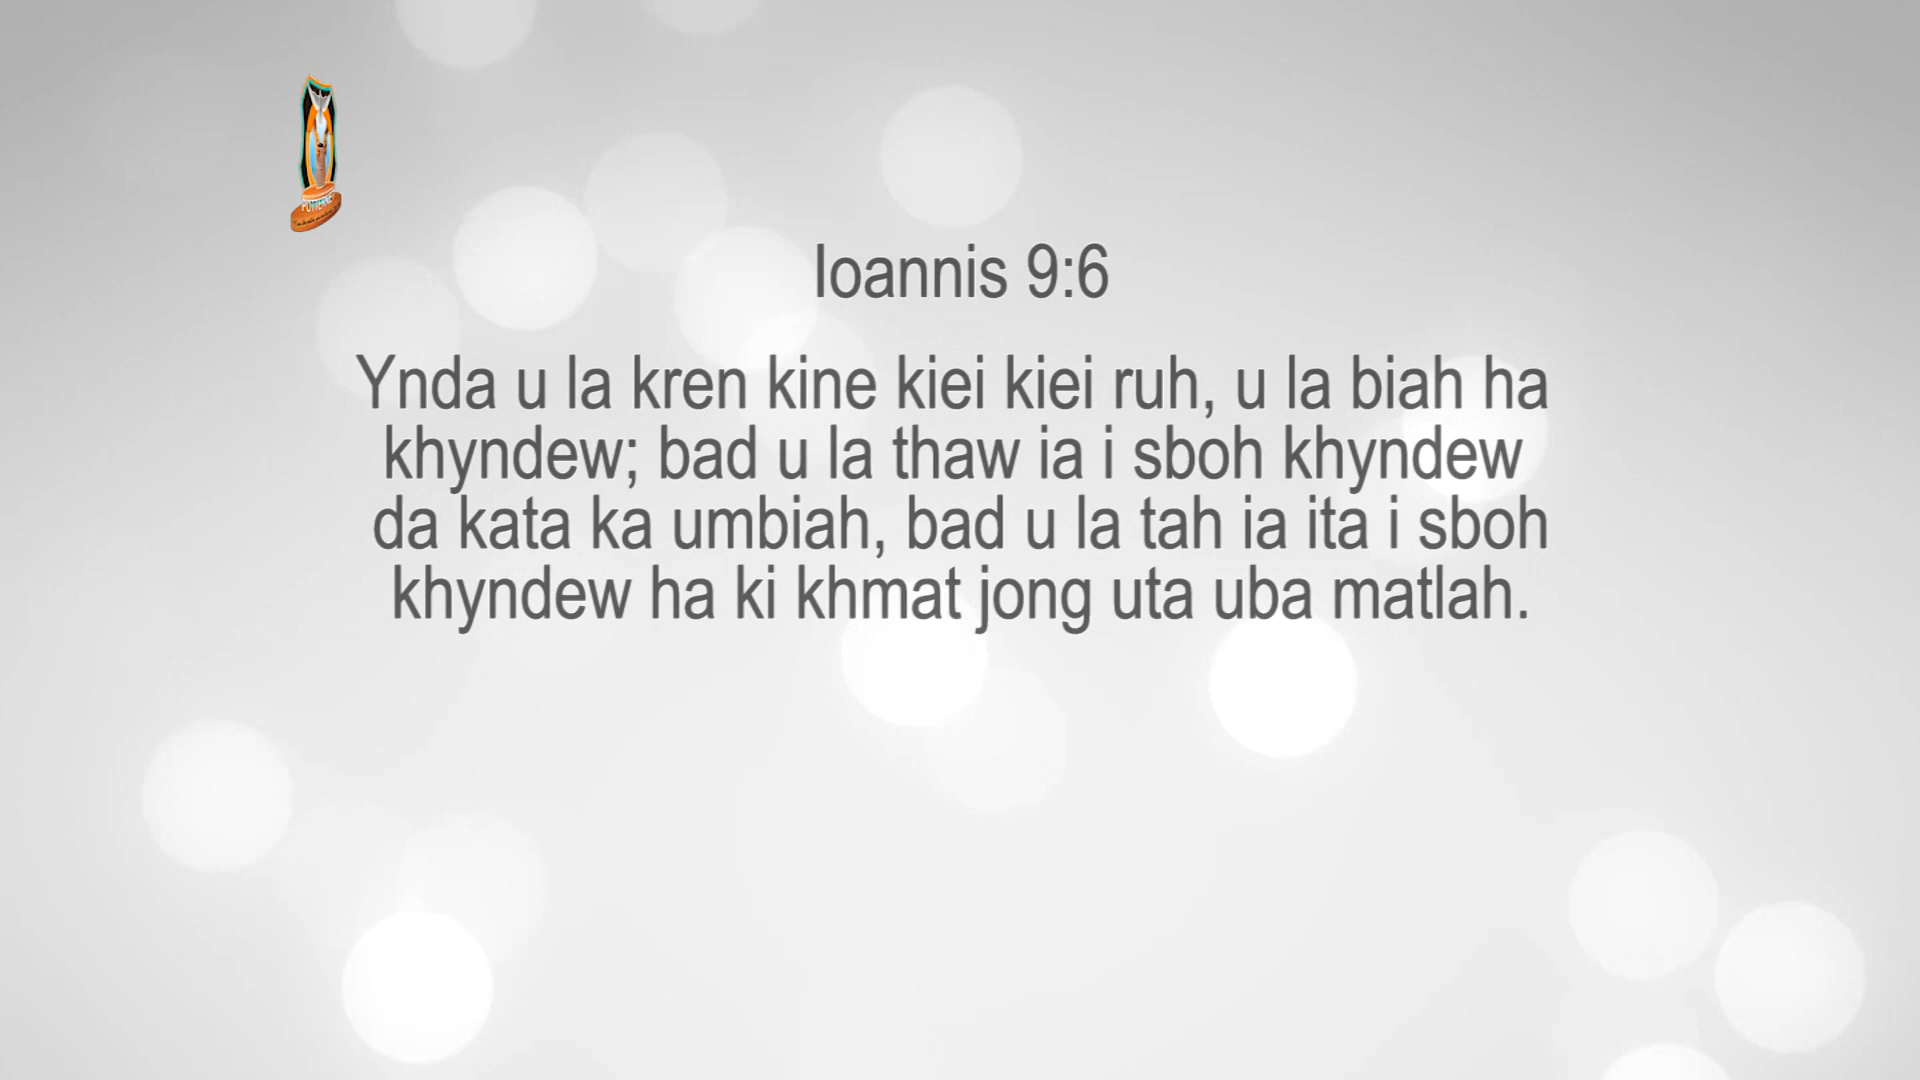 Ioannis 9:6
Ynda u la kren kine kiei kiei ruh, u la biah ha
khyndew; bad u la thaw ia i sboh khyndew
da kata ka umbiah, bad u la tah ia ita i sboh
khyndew ha ki khmat jong uta uba matlah.